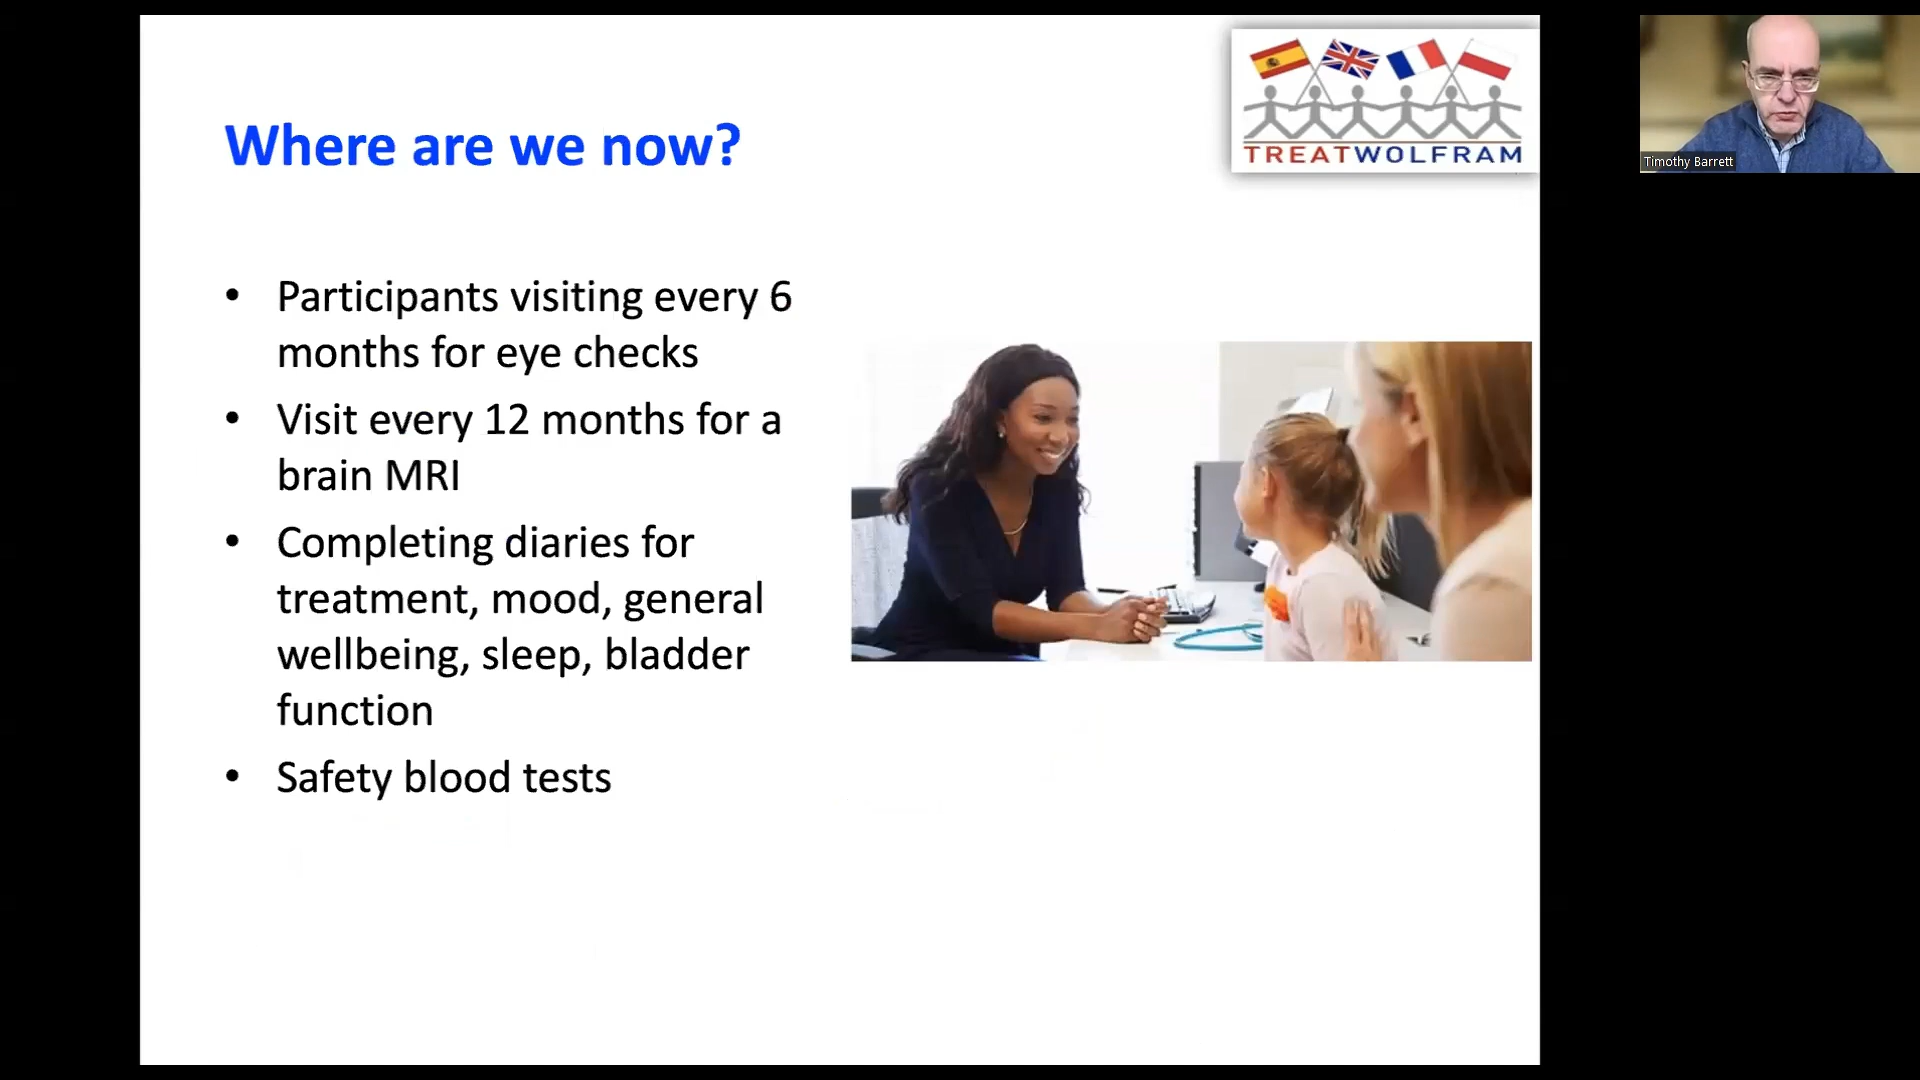 Where are we now?
TREATWOLFRAM
Timothy Barrett
• Participants visiting every 6
months for eye checks
• Visit every 12 months for a
brain MRI
• Completing diaries for
treatment, mood, general
wellbeing, sleep, bladder
function
• Safety blood tests